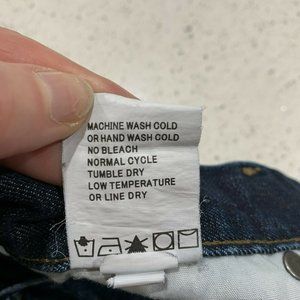 MACHINE WASH COLD
OR HAND WASH COLD
NO BLEACH
NORMAL CYCLE
TUMBLE DRY
LOW TEMPERATURE
OR LINE DRY